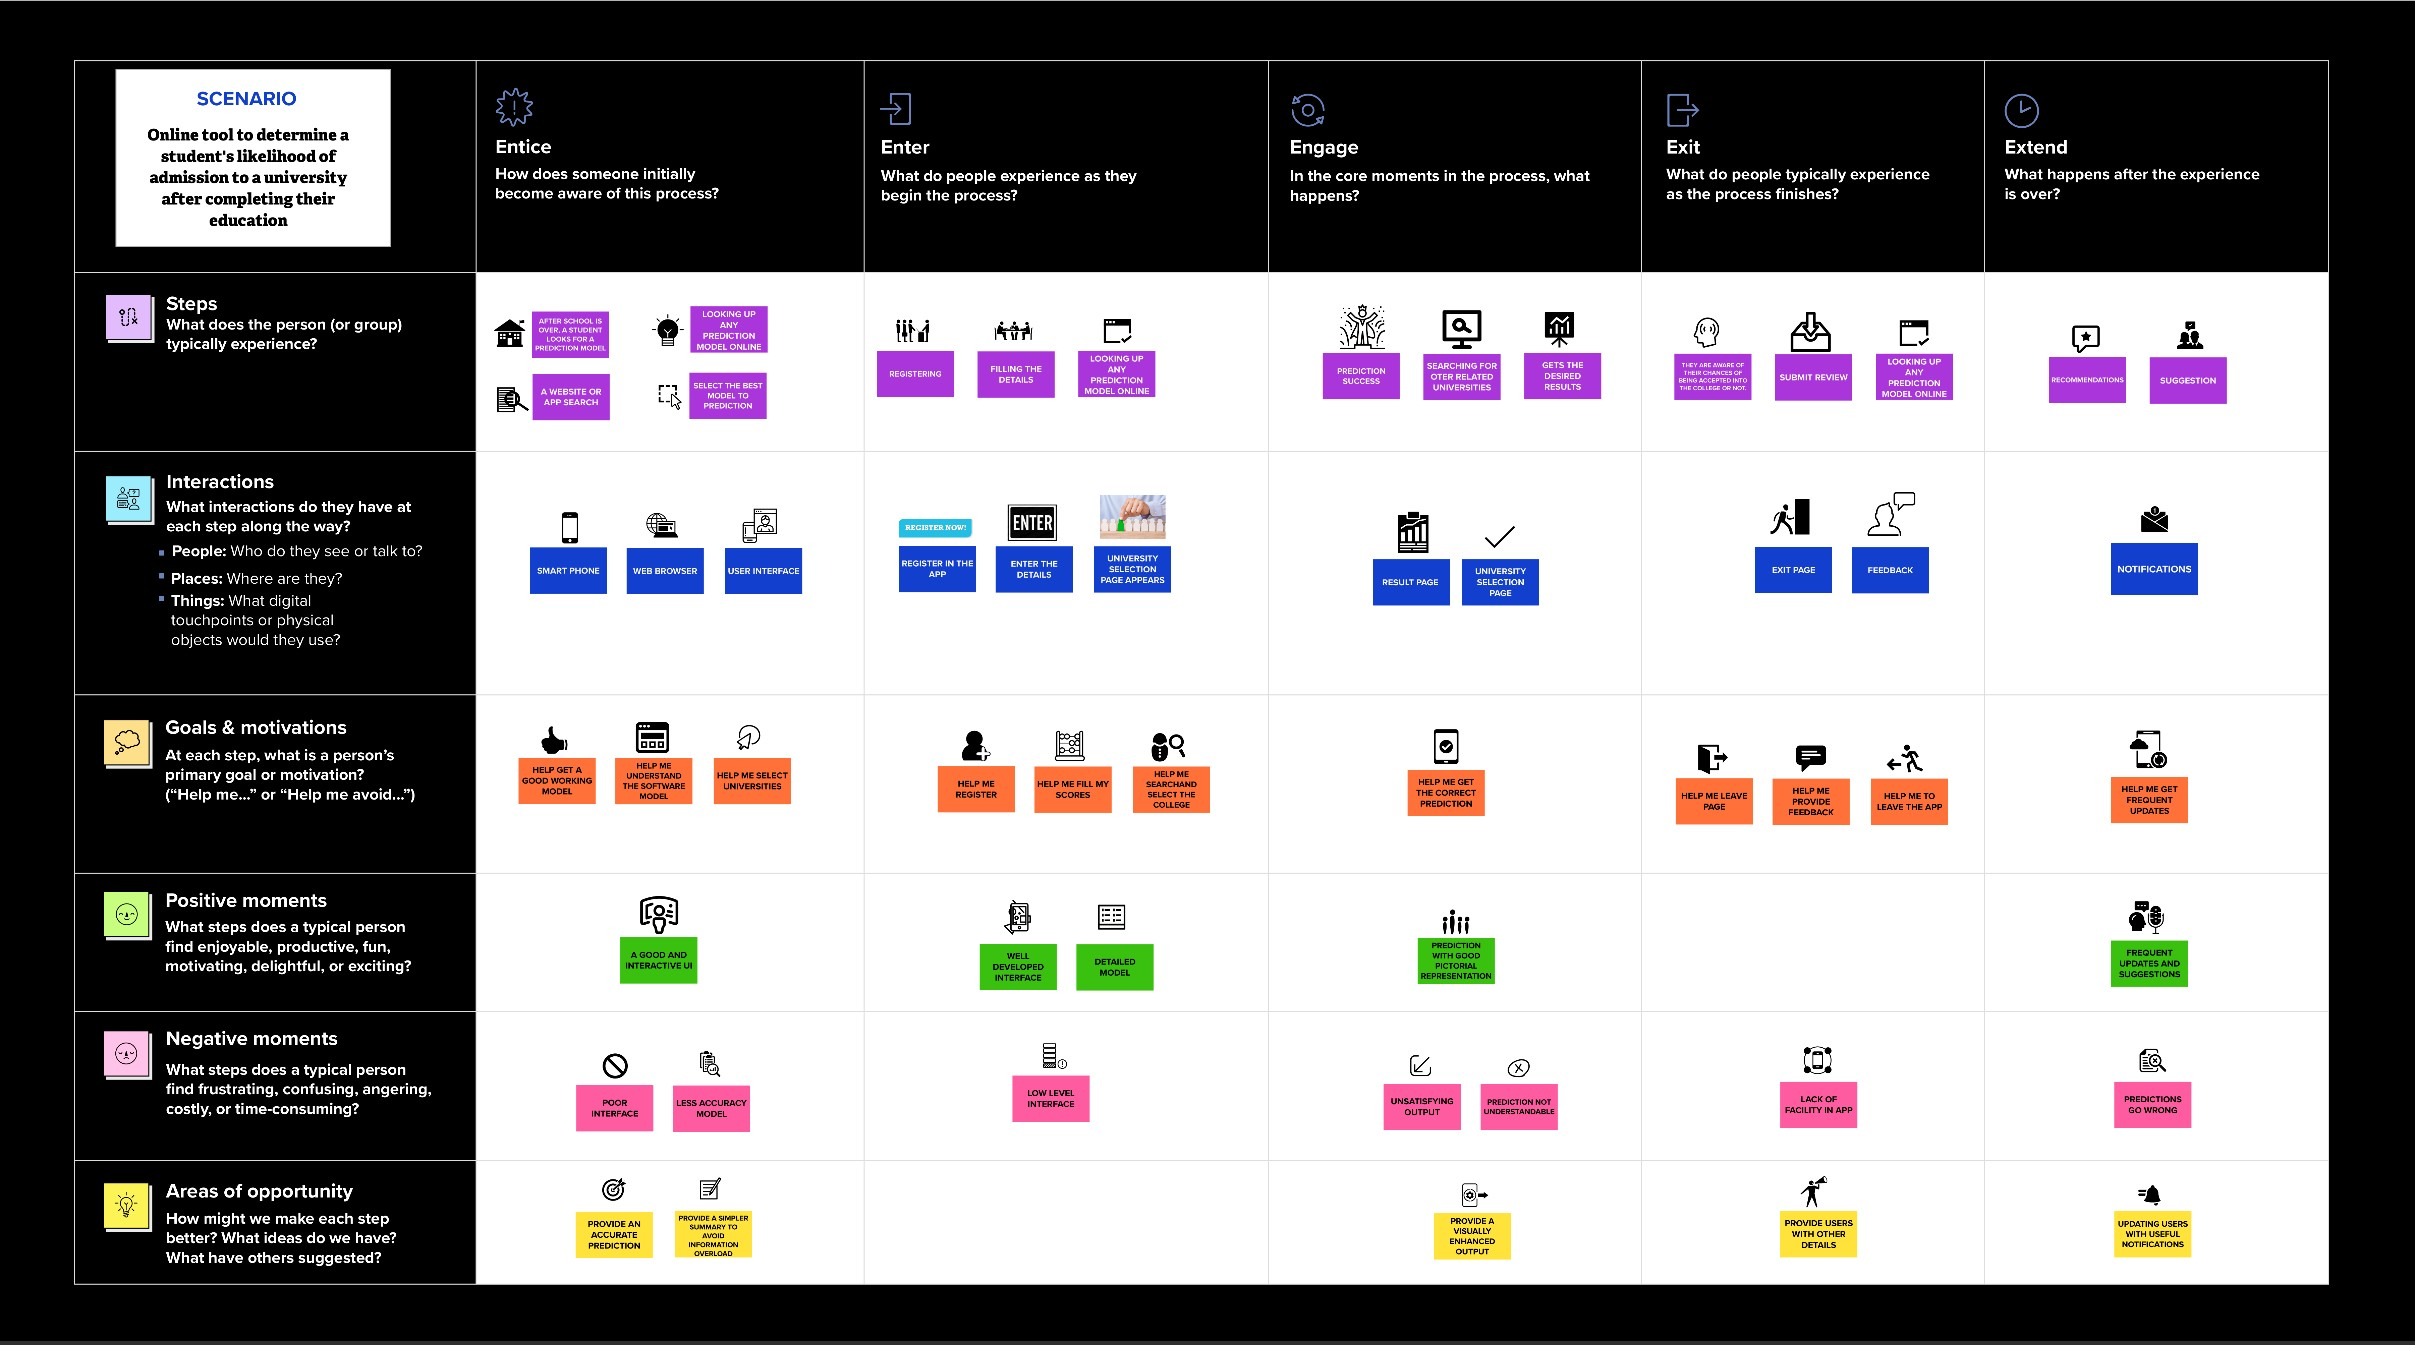 SCENARIO
Online tool to determine a
student's likelihood of
admission to a university
after completing their
education
Entice
How does someone initially
become aware of this process?
Enter
What do people experience as they
begin the process?
Engage
In the core moments in the process, what
happens?
Exit
What do people typically experience
as the process finishes?
Extend
What happens after the experience
is over?
Steps
What does the person (or group)
typically experience?
AFTER SCHOOL IS
OVER, A STUDENT
LOOKS FOR A
PREDICTION MODEL
LOOKING UP
ANY
PREDICTION
MODEL ONLINE
A WEBSITE OR
APP SEARCH
SELECT THE BEST
MODEL TO
PREDICTION
REGISTERING
FILLING THE
DETAILS
LOOKING UP
ANY
PREDICTION
MODEL ONLINE
PREDICTION
SUCCESS
SEARCHING FOR
OTER RELATED
UNIVERSITIES
GETS THE
DESIRED
RESULTS
THEY ARE AWARE OF
THEIR CHANCES OF
BEING ACCEPTED INTO
THE COLLEGE OR NOT.
SUBMIT REVIEW
LOOKING UP
ANY
PREDICTION
MODEL ONLINE
RECOMMENDATIONS
SUGGESTION
Interactions
What interactions do they have at
each step along the way?
People: Who do they see or talk to?
Places: Where are they?
Things: What digital
touchpoints or physical
objects would they use?
SMART PHONE
WEB BROWSER
USER INTERFACE
REGISTER NOW!
REGISTER IN THE
APP
ENTER
ENTER THE
DETAILS
UNIVERSITY
SELECTION
PAGE APPEARS
RESULT PAGE
UNIVERSITY
SELECTION
PAGE
EXIT PAGE
FEEDBACK
NOTIFICATIONS
Goals & motivations
At each step, what is a person's
primary goal or motivation?
(“Help me...” or “Help me avoid...”)
HELP GET A
GOOD WORKING
MODEL
HELP ME
UNDERSTAND
THE SOFTWARE
MODEL
HELP ME SELECT
UNIVERSITIES
HELP ME
REGISTER
HELP ME FILL MY
SCORES
HELP ME
SEARCHAND
SELECT THE
COLLEGE
HELP ME GET
THE CORRECT
PREDICTION
HELP ME LEAVE
PAGE
HELP ME
PROVIDE
FEEDBACK
HELP ME TO
LEAVE THE APP
HELP ME GET
FREQUENT
UPDATES
Positive moments
What steps does a typical person
find enjoyable, productive, fun,
motivating, delightful, or exciting?
A GOOD AND
INTERACTIVE UI
WELL
DEVELOPED
INTERFACE
DETAILED
MODEL
PREDICTION
WITH GOOD
PICTORIAL
REPRESENTATION
FREQUENT
UPDATES AND
SUGGESTIONS
Negative moments
What steps does a typical person
find frustrating, confusing, angering,
costly, or time-consuming?
POOR
INTERFACE
LESS ACCURACY
MODEL
LOW LEVEL
INTERFACE
UNSATISFYING
OUTPUT
PREDICTION NOT
UNDERSTANDABLE
LACK OF
FACILITY IN APP
PREDICTIONS
GO WRONG
Areas of opportunity
How might we make each step
better? What ideas do we have?
What have others suggested?
PROVIDE AN
ACCURATE
PREDICTION
PROVIDE A SIMPLER
SUMMARY TO
AVOID
INFORMATION
OVERLOAD
PROVIDE A
VISUALLY
ENHANCED
OUTPUT
PROVIDE USERS
WITH OTHER
DETAILS
UPDATING USERS
WITH USEFUL
NOTIFICATIONS